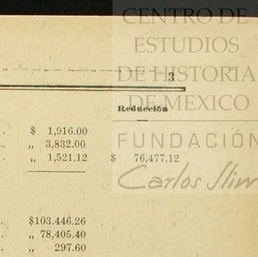 CENTRO DE
ESTUDIOS
DE HISTORIA
DE MEXICO
FUNDACIÓN
Carlos Slim
3
Reducción
$ 1,916.00
„ 3,832.00
„ 1,521.12 $ 76,477.12
$103.446.26
„ 78,405.40
„ 297.60